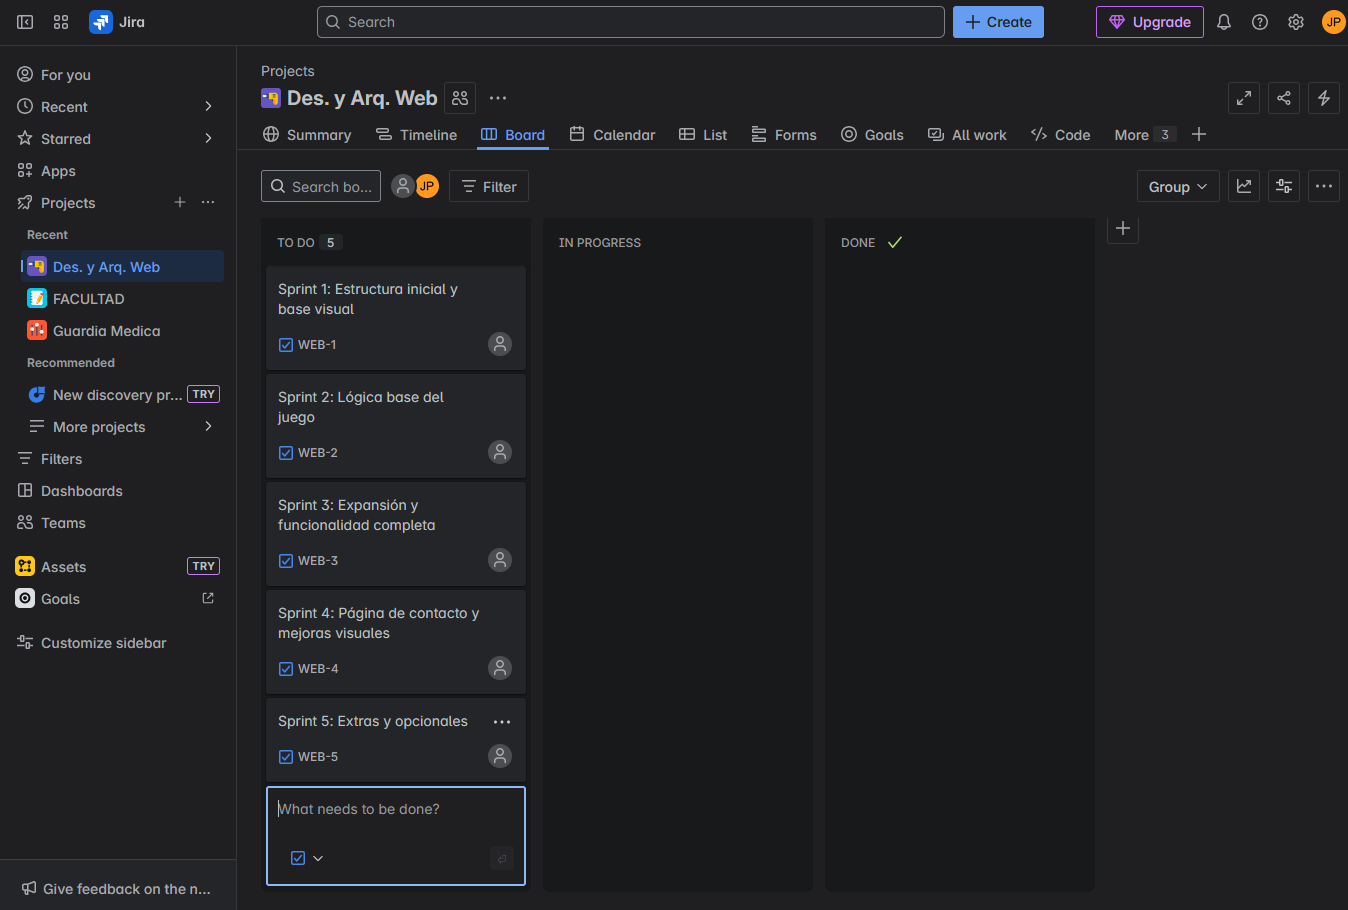 Jira
Search
Create
Upgrade
JP
For you
Recent
Starred
Apps
Projects
Recent
Des. y Arq. Web
FACULTAD
Guardia Medica
Recommended
New discovery pr... TRY
More projects
Filters
Dashboards
Teams
Assets TRY
Goals
Customize sidebar
Give feedback on the n...
Projects
Des. y Arq. Web
Summary Timeline Board Calendar List Forms Goals All work Code More 3
Search bo... JP Filter Group
TO DO 5
Sprint 1: Estructura inicial y
base visual
WEB-1
Sprint 2: Lógica base del
juego
WEB-2
Sprint 3: Expansión y
funcionalidad completa
WEB-3
Sprint 4: Página de contacto y
mejoras visuales
WEB-4
Sprint 5: Extras y opcionales
WEB-5
What needs to be done?
IN PROGRESS
DONE